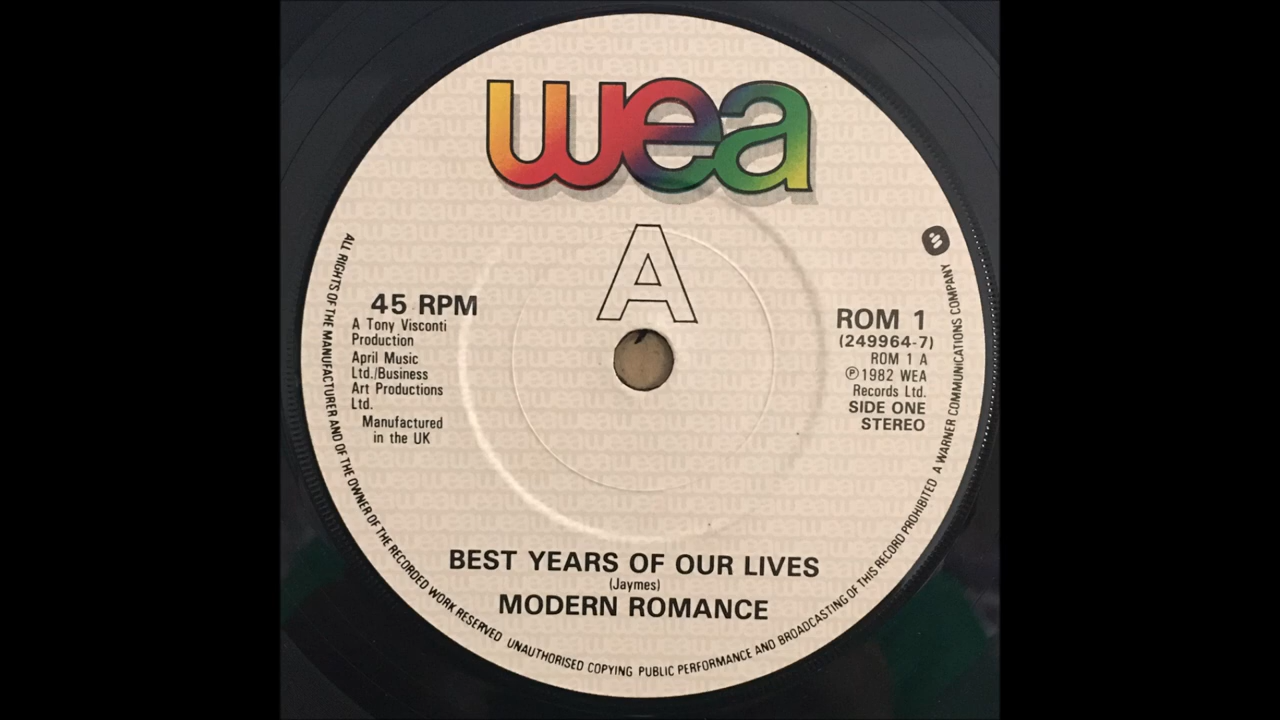 wea
A
45 RPM
A Tony Visconti
Production
April Music
Ltd./Business
Art Productions
Ltd.
Manufactured
in the UK
ROM 1
(249964-7)
ROM 1 A
℗1982 WEA
Records Ltd.
SIDE ONE
STEREO
BEST YEARS OF OUR LIVES
(Jaymes)
MODERN ROMANCE
ALL RIGHTS OF THE MANUFACTURER AND OF THE OWNER OF THE RECORDED WORK RESERVED UNAUTHORISED COPYING PUBLIC PERFORMANCE AND BROADCASTING OF THIS RECORD PROHIBITED A WARNER COMMUNICATIONS COMPANY